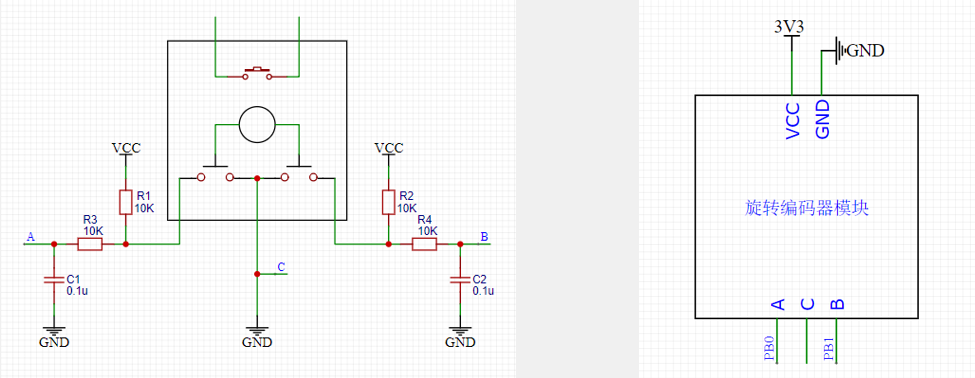 VCC
R1
10K
R3
10K
A
C1
0.1u
GND
C
GND
VCC
R2
10K
R4
10K
B
C2
0.1u
GND
3V3
GND
VCC
GND
旋转编码器模块
A
C
B
PB0
PB1